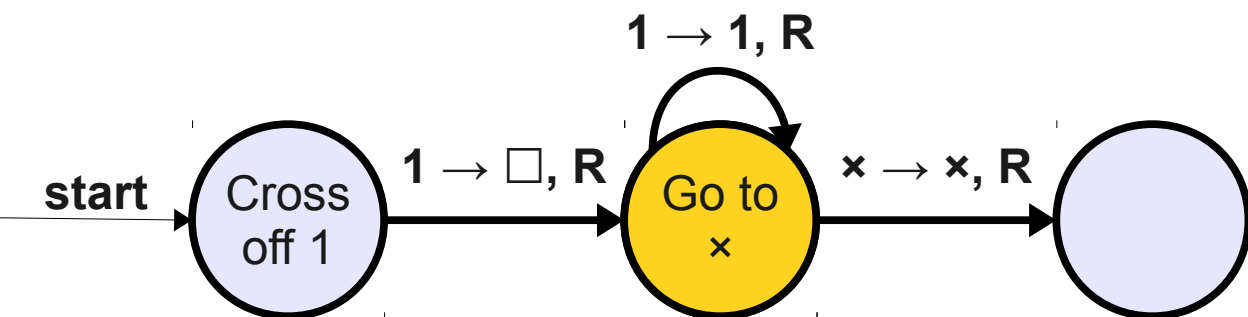 1 → 1, R
start
Cross
off 1
1 → □, R
Go to
×
× → ×, R